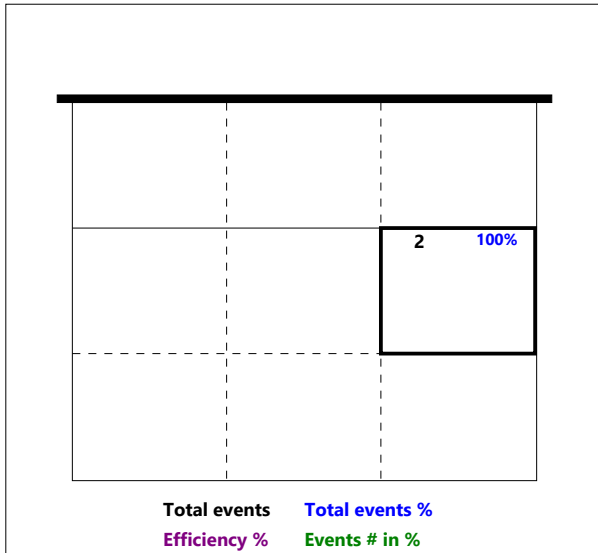 2 100%
Total events Total events %
Efficiency % Events # in %